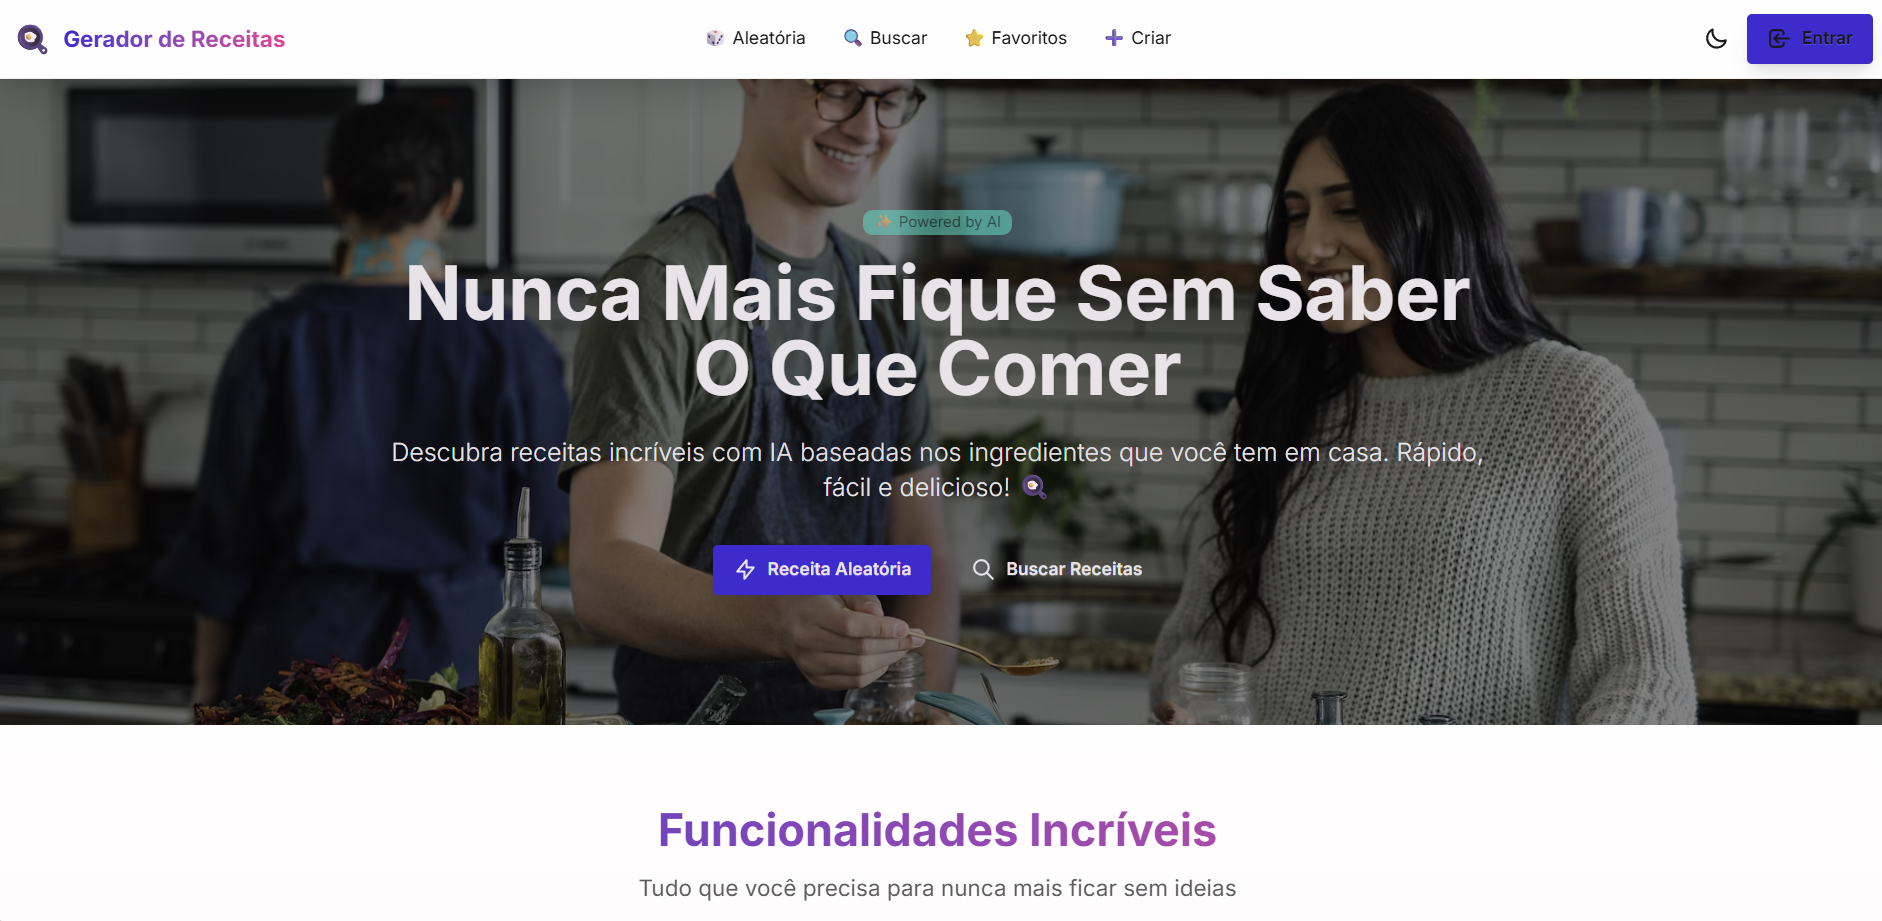 Gerador de Receitas
Aleatória
Buscar
Favoritos
Criar
Entrar
Powered by AI
Nunca Mais Fique Sem Saber
O Que Comer
Descubra receitas incríveis com IA baseadas nos ingredientes que você tem em casa. Rápido,
fácil e delicioso!
Receita Aleatória
Buscar Receitas
Funcionalidades Incríveis
Tudo que você precisa para nunca mais ficar sem ideias